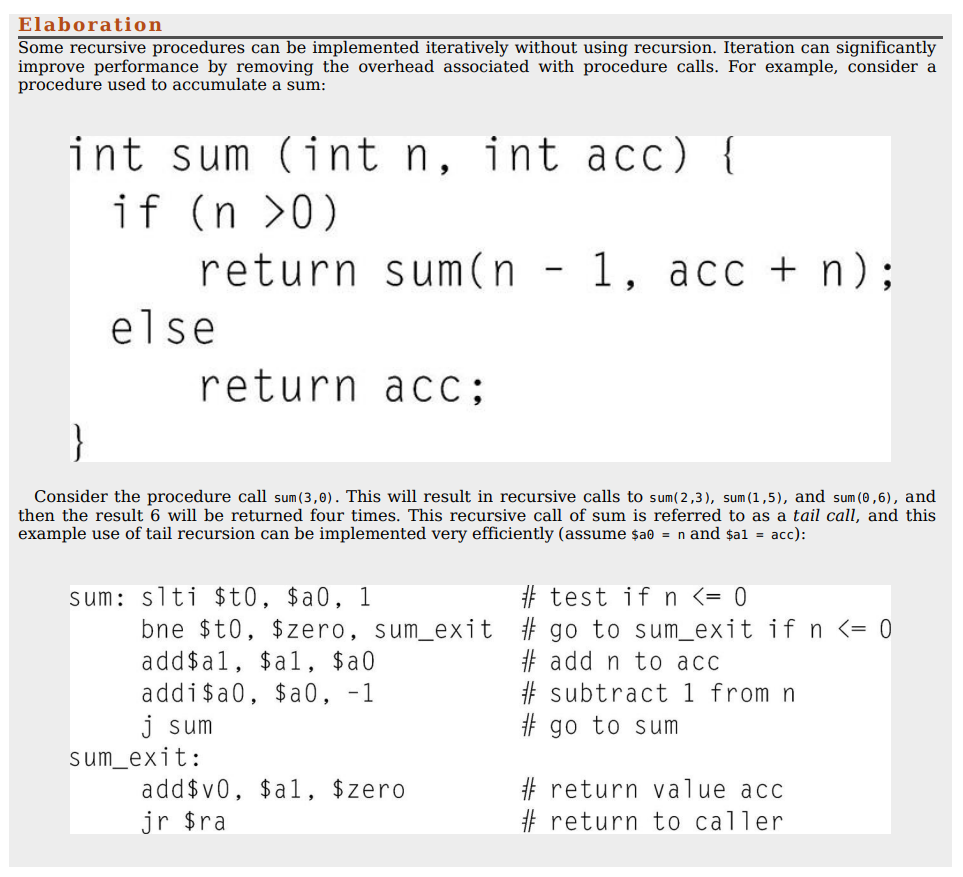 Elaboration
Some recursive procedures can be implemented iteratively without using recursion. Iteration can significantly
improve performance by removing the overhead associated with procedure calls. For example, consider a
procedure used to accumulate a sum:
int sum (int n, int acc) {
if (n >0)
return sum(n - 1, acc + n);
else
return acc;
}
Consider the procedure call sum(3,0). This will result in recursive calls to sum(2,3), sum(1,5), and sum(0,6), and
then the result 6 will be returned four times. This recursive call of sum is referred to as a tail call, and this
example use of tail recursion can be implemented very efficiently (assume $a0 = n and $a1 = acc):
sum: slti $t0, $a0, 1 # test if n <= 0
bne $t0, $zero, sum_exit # go to sum_exit if n <= 0
add$a1, $a1, $a0 # add n to acc
addi$a0, $a0, -1 # subtract 1 from n
j sum # go to sum
sum_exit:
add$v0, $a1, $zero # return value acc
jr $ra # return to caller